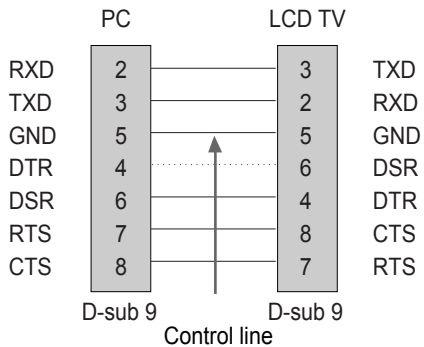 PC LCD TV
RXD 2 3 TXD
TXD 3 2 RXD
GND 5 5 GND
DTR 4 6 DSR
DSR 6 4 DTR
RTS 7 8 CTS
CTS 8 7 RTS
D-sub 9 D-sub 9
Control line